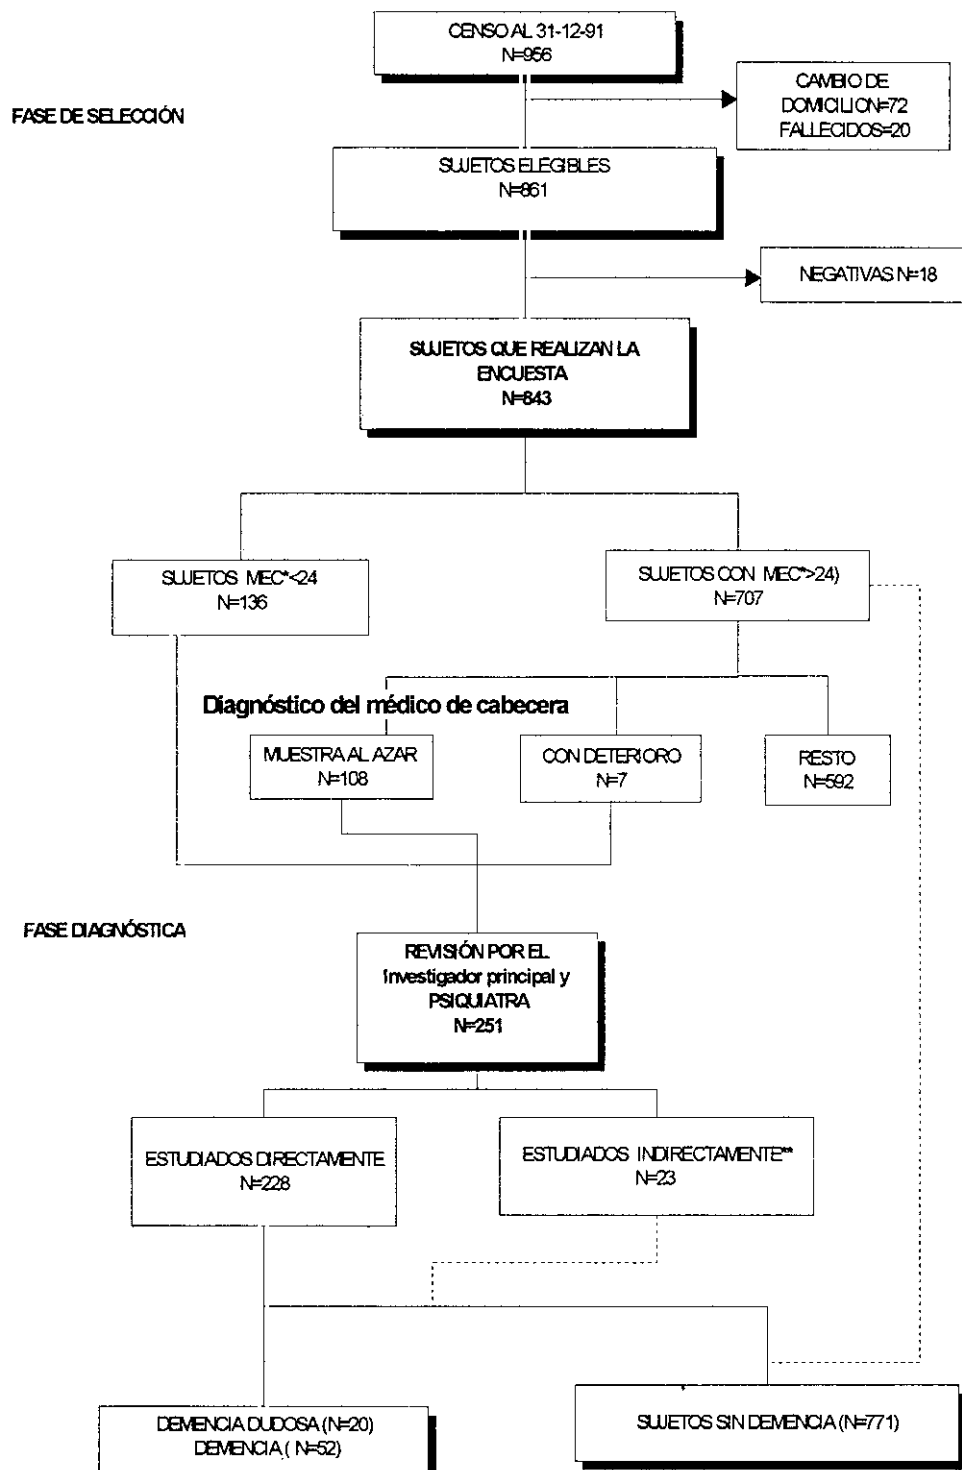 CENSO AL 31-12-91
N=956
FASE DE SELECCIÓN
CAMBIO DE
DOMICILION=72
FALLECIDOS=20
SUJETOS ELEGIBLES
N=861
NEGATIVAS N=18
SUJETOS QUE REALIZAN LA
ENCUESTA
N=843
SUJETOS MEC*<24
N=136
SUJETOS CON MEC*>24)
N=707
Diagnóstico del médico de cabecera
MUESTRA AL AZAR
N=108
CON DETERIORO
N=7
RESTO
N=592
FASE DIAGNÓSTICA
REVISIÓN POR EL
Investigador principal y
PSIQUIATRA
N=251
ESTUDIADOS DIRECTAMENTE
N=228
ESTUDIADOS INDIRECTAMENTE**
N=23
DEMENCIA DUDOSA (N=20)
DEMENCIA ( N=52)
SUJETOS SIN DEMENCIA (N=771)